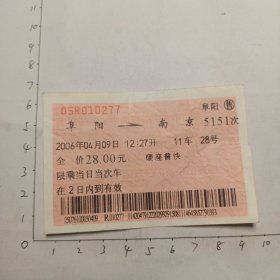 05R010277 阜阳 售
阜阳 → 南京 5151次
2006年04月09日 12:27开 11车 28号
全价28.00元 硬座普快
限乘当日当次车
在2日内到有效